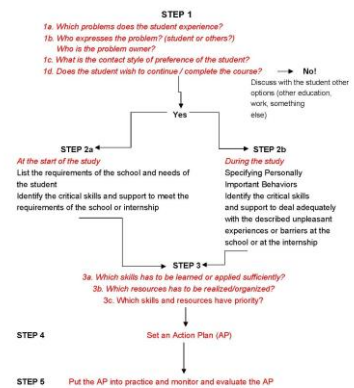 STEP 1
1a. Which problems does the student experience?
1b. Who expresses the problem? (student or others?)
Who is the problem owner?
1c. What is the contact style of preference of the student?
1d. Does the student wish to continue / complete the course?
No!
Discuss with the student other
options (other education,
work, something
else)
Yes
STEP 2a
At the start of the study
List the requirements of the school and needs of
the student
Identify the critical skills and support to meet the
requirements of the school or internship
STEP 2b
During the study
Specifying Personally
Important Behaviors
Identify the critical skills
and support to deal adequately
with the described unpleasant
experiences or barriers at the
school or at the internship
STEP 3
3a. Which skills has to be learned or applied sufficiently?
3b. Which resources has to be realized/organized?
3c. Which skills and resources have priority?
STEP 4
Set an Action Plan (AP)
STEP 5
Put the AP into practice and monitor and evaluate the AP